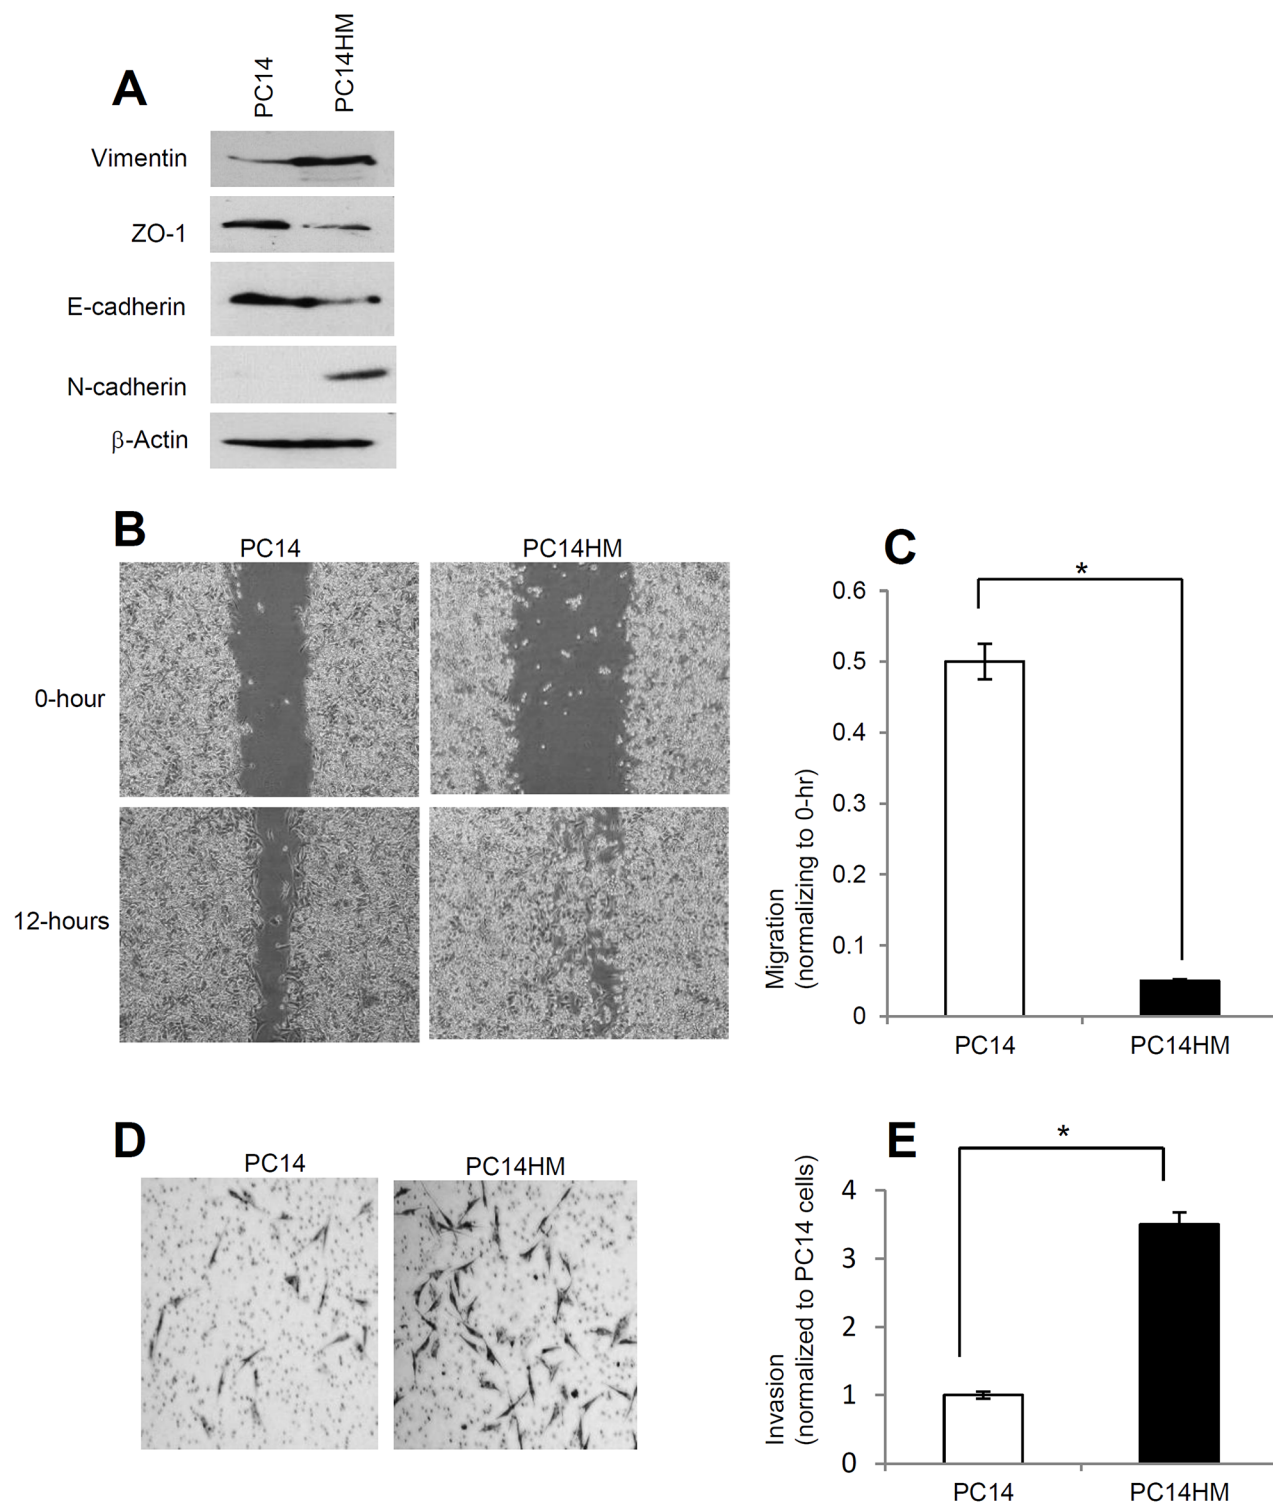 A
PC14
PC14HM
Vimentin
ZO-1
E-cadherin
N-cadherin
β-Actin
B
PC14
PC14HM
0-hour
12-hours
C
*
0.6
0.5
0.4
0.3
0.2
0.1
0
Migration
(normalizing to 0-hr)
PC14
PC14HM
D
PC14
PC14HM
E
*
4
3
2
1
0
Invasion
(normalized to PC14 cells)
PC14
PC14HM